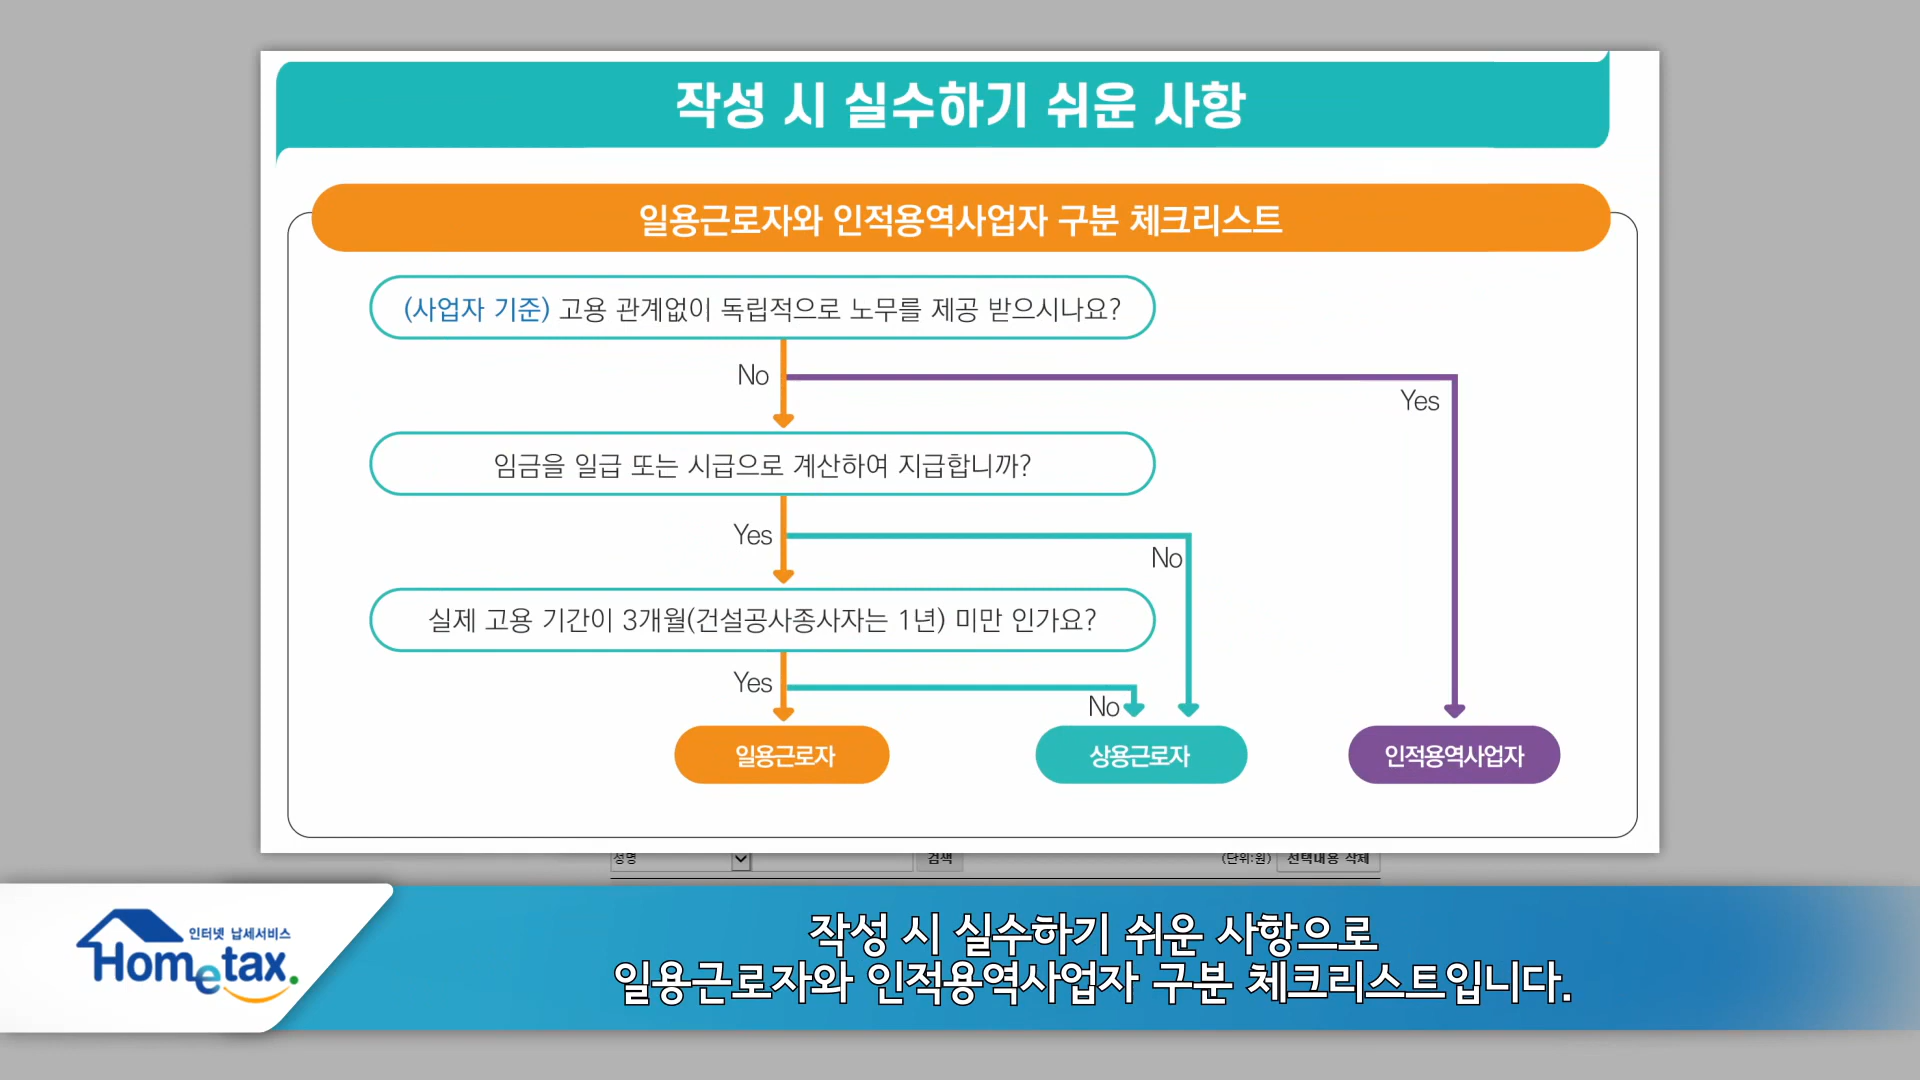 작성 시 실수하기 쉬운 사항
일용근로자와 인적용역사업자 구분 체크리스트
(사업자 기준) 고용 관계없이 독립적으로 노무를 제공 받으시나요?
No
Yes
임금을 일급 또는 시급으로 계산하여 지급합니까?
Yes
No
실제 고용 기간이 3개월(건설공사종사자는 1년) 미만 인가요?
Yes
No
일용근로자
상용근로자
인적용역사업자
성명
검색
(단위:원)
선택내용 삭제
인터넷 납세서비스
Hometax.
작성 시 실수하기 쉬운 사항으로
일용근로자와 인적용역사업자 구분 체크리스트입니다.